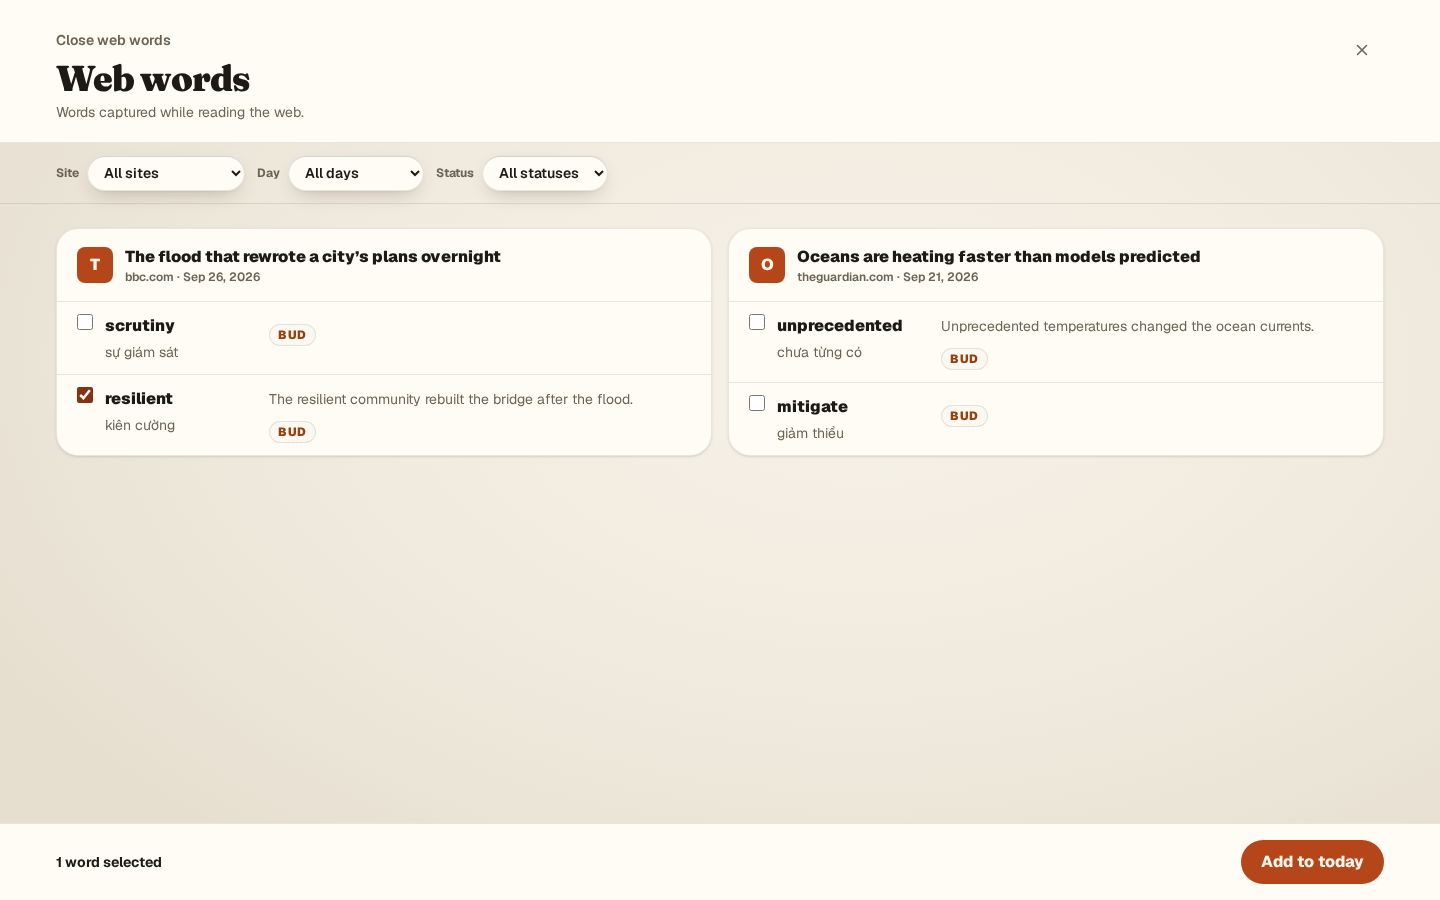 Close web words
Web words
Words captured while reading the web.
Site All sites Day All days Status All statuses
T The flood that rewrote a city’s plans overnight
bbc.com · Sep 26, 2026
scrutiny
BUD
sự giám sát
resilient The resilient community rebuilt the bridge after the flood.
kiên cường BUD
O Oceans are heating faster than models predicted
theguardian.com · Sep 21, 2026
unprecedented Unprecedented temperatures changed the ocean currents.
chưa từng có BUD
mitigate
BUD
giảm thiểu
1 word selected Add to today